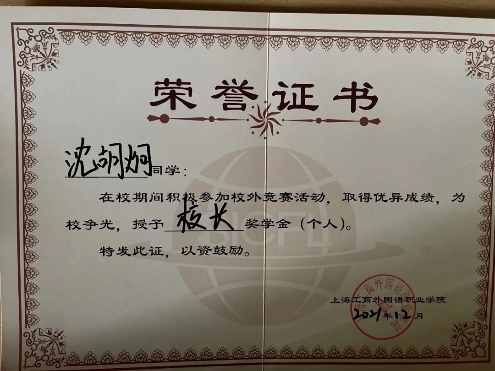 荣誉证书
沈胡炯同学：
在校期间积极参加校外竞赛活动，取得优异成绩，为
校争光，授予 校长 奖学金（个人）。
特发此证，以资鼓励。
上海工商外国语职业学院
2021年12月